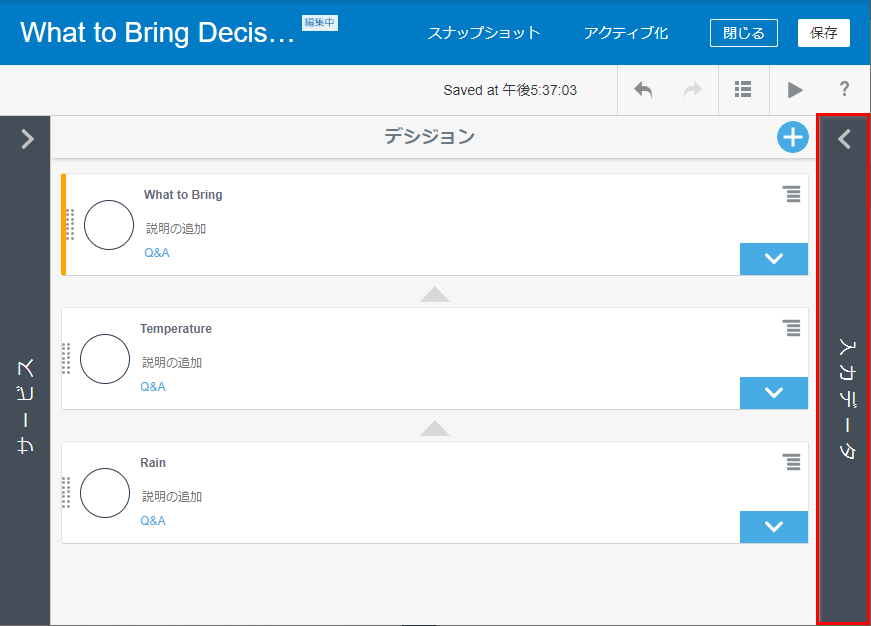 What to Bring Decis...
編集中
スナップショット
アクティブ化
閉じる
保存
Saved at 午後5:37:03
?
デシジョン
What to Bring
説明の追加
Q&A
Temperature
説明の追加
Q&A
Rain
説明の追加
Q&A
サービス
入力データ